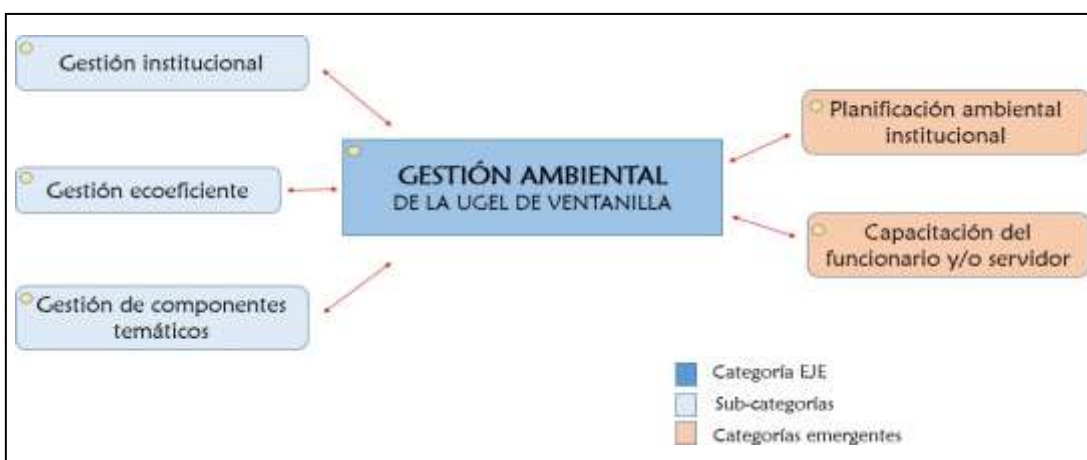 Gestión institucional
Gestión ecoeficiente
Gestión de componentes
temáticos
GESTIÓN AMBIENTAL
DE LA UGEL DE VENTANILLA
Planificación ambiental
institucional
Capacitación del
funcionario y/o servidor
Categoría EJE
Sub-categorías
Categorías emergentes